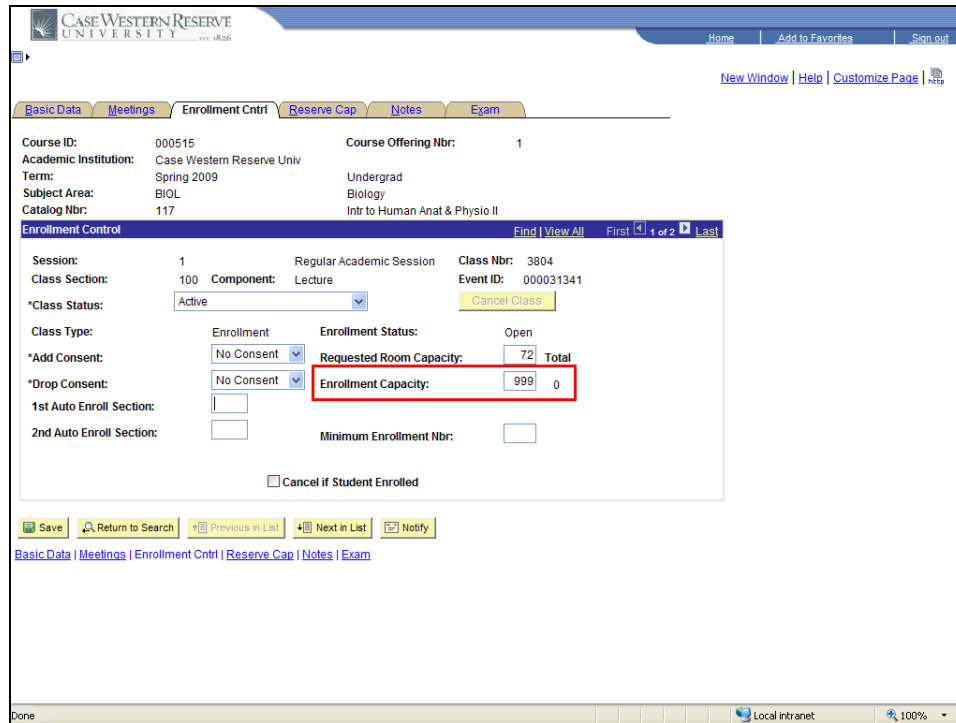 CASE WESTERN RESERVE
UNIVERSITY EST. 1826
Home Add to Favorites Sign out
New Window | Help | Customize Page | http
Basic Data Meetings Enrollment Cntrl Reserve Cap Notes Exam
Course ID: 000515 Course Offering Nbr: 1
Academic Institution: Case Western Reserve Univ
Term: Spring 2009 Undergrad
Subject Area: BIOL Biology
Catalog Nbr: 117 Intr to Human Anat & Physio II
Enrollment Control Find | View All First 1 of 2 Last
Session: 1 Regular Academic Session Class Nbr: 3804
Class Section: 100 Component: Lecture Event ID: 000031341
*Class Status: Active Cancel Class
Class Type: Enrollment Enrollment Status: Open
*Add Consent: No Consent Requested Room Capacity: 72 Total
*Drop Consent: No Consent Enrollment Capacity: 999 0
1st Auto Enroll Section:
2nd Auto Enroll Section: Minimum Enrollment Nbr:
Cancel if Student Enrolled
Save Return to Search Previous in List Next in List Notify
Basic Data | Meetings | Enrollment Cntrl | Reserve Cap | Notes | Exam
Done Local intranet 100%